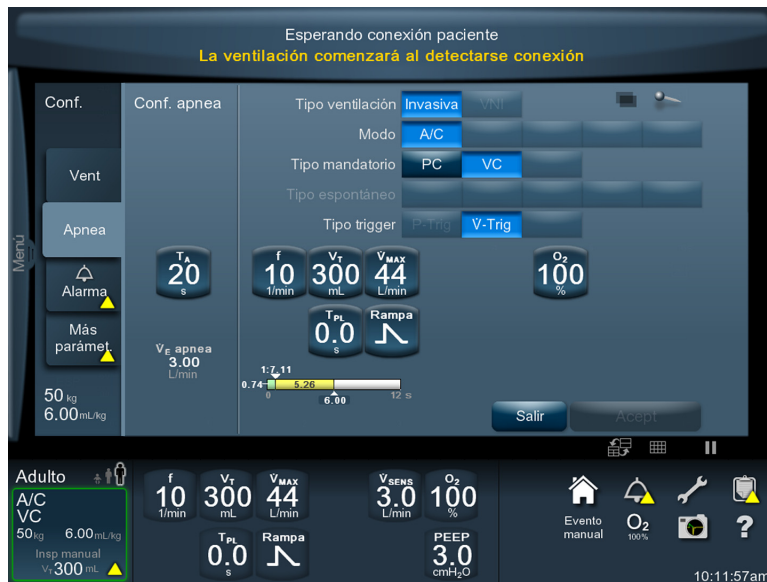 Esperando conexión paciente
La ventilación comenzará al detectarse conexión
Menú
Conf.
Vent
Apnea
Alarma
Más
parámet.
50 kg
6.00 mL/kg
Conf. apnea
TA
20
s
V̇E apnea
3.00
L/min
Tipo ventilación Invasiva VNI
Modo A/C
Tipo mandatorio PC VC
Tipo espontáneo
Tipo trigger P-Trig V̇-Trig
f VT V̇MAX O2
10 300 44 100
1/min mL L/min %
TPL Rampa
0.0
s
1:7.11
0.74 5.26
0 6.00 12 s
Salir Acept
Adulto
A/C
VC
50 kg 6.00 mL/kg
Insp manual
VT 300 mL
f VT V̇MAX V̇SENS O2
10 300 44 3.0 100
1/min mL L/min L/min %
TPL Rampa PEEP
0.0 3.0
s cmH2O
Evento
manual
O2
100%
?
10:11:57am